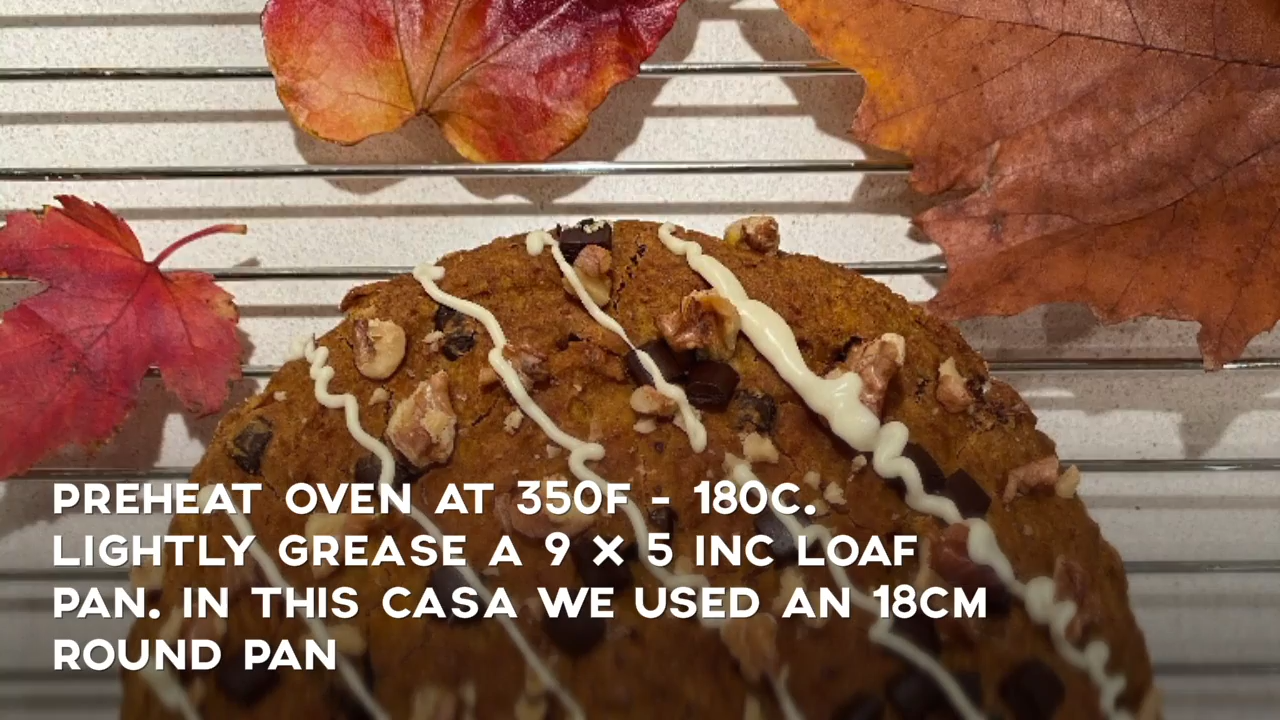 PREHEAT OVEN AT 350F - 180C.
LIGHTLY GREASE A 9 × 5 INC LOAF
PAN. IN THIS CASA WE USED AN 18CM
ROUND PAN